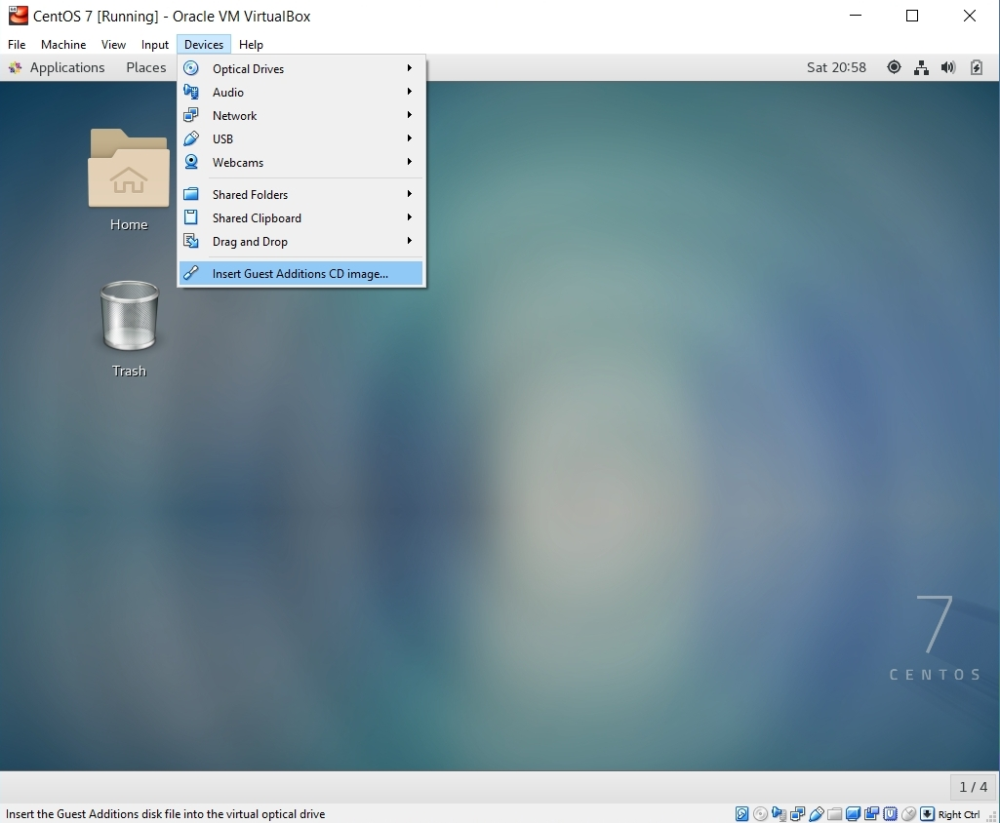 CentOS 7 [Running] - Oracle VM VirtualBox
File Machine View Input Devices Help
Applications Places Sat 20:58
Optical Drives
Audio
Network
USB
Webcams
Shared Folders
Shared Clipboard
Drag and Drop
Insert Guest Additions CD image...
Home
Trash
7
CENTOS
1 / 4
Insert the Guest Additions disk file into the virtual optical drive Right Ctrl